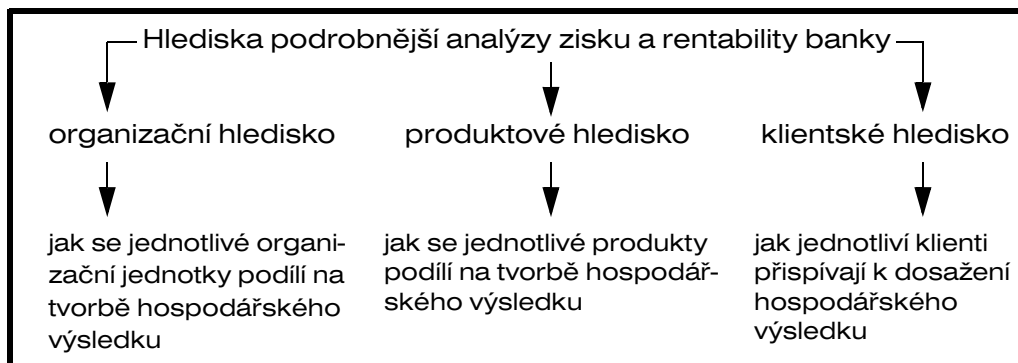 Hlediska podrobnější analýzy zisku a rentability banky
organizační hledisko
produktové hledisko
klientské hledisko
jak se jednotlivé organi-
zační jednotky podílí na
tvorbě hospodářského
výsledku
jak se jednotlivé produkty
podílí na tvorbě hospodář-
ského výsledku
jak jednotliví klienti
přispívají k dosažení
hospodářského
výsledku